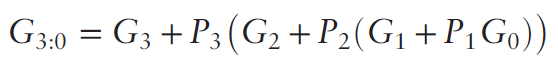 G₃:₀ = G₃ + P₃(G₂ + P₂(G₁ + P₁G₀))